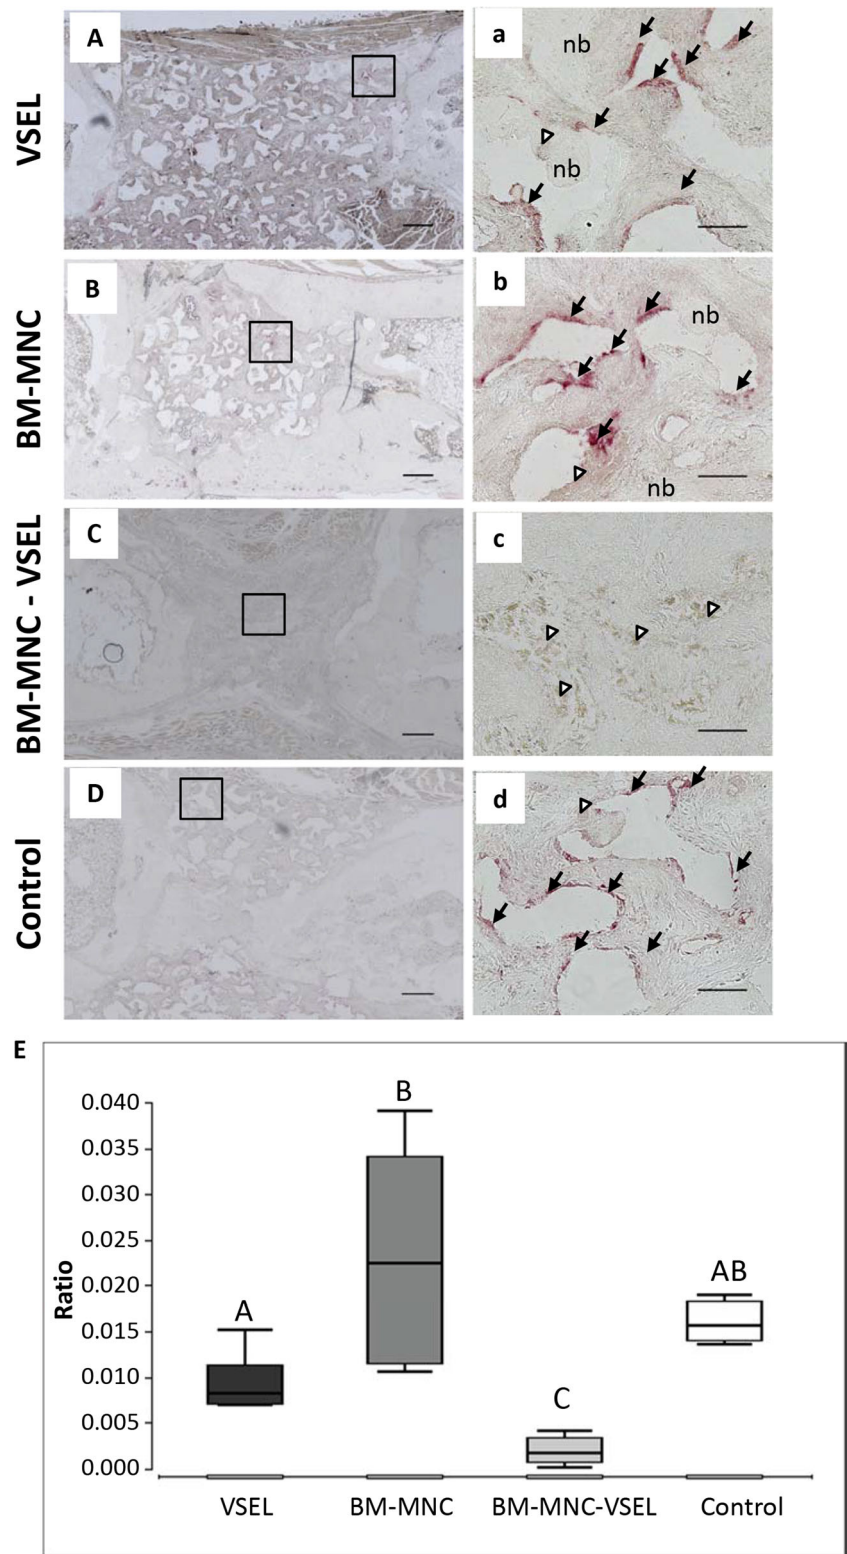 VSEL
A
a
nb
nb
BM-MNC
B
b
nb
nb
BM-MNC - VSEL
C
c
Control
D
d
E
Ratio
0.040
0.035
0.030
0.025
0.020
0.015
0.010
0.005
0.000
A
B
C
AB
VSEL
BM-MNC
BM-MNC-VSEL
Control